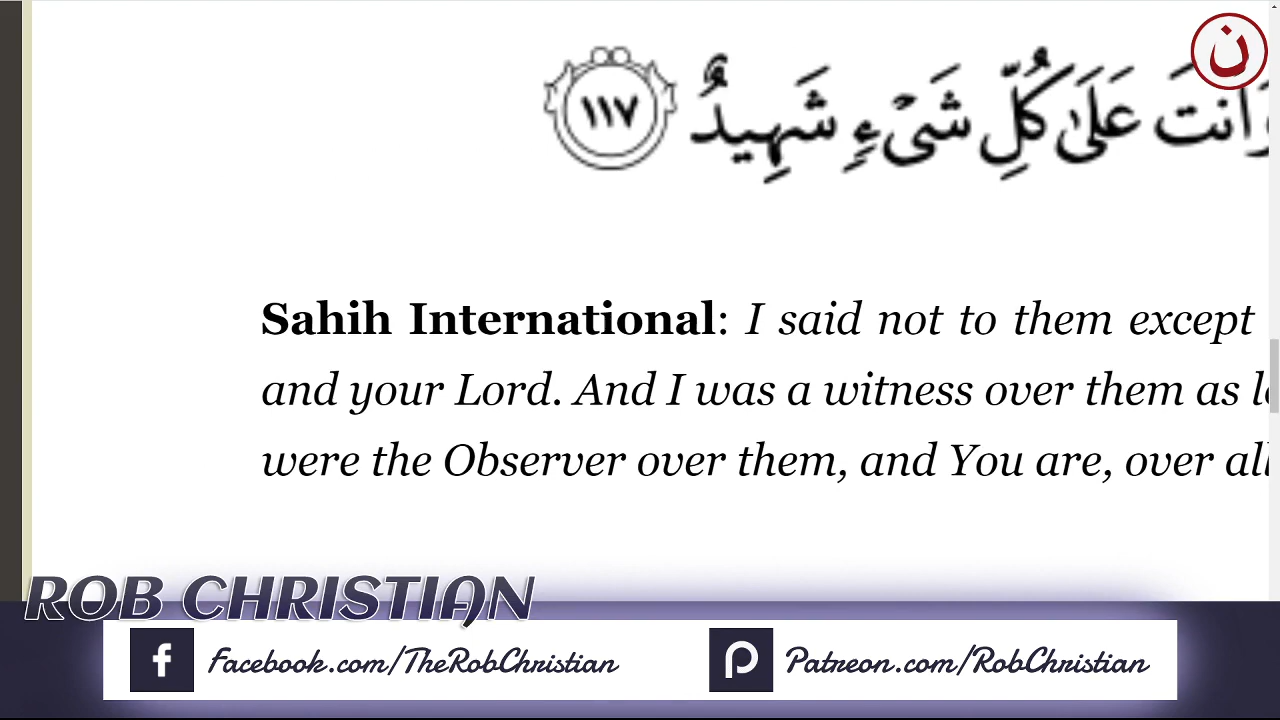 ن
وَأَنتَ عَلَىٰ كُلِّ شَىْءٍ شَهِيدٌ ١١٧
Sahih International: I said not to them except
and your Lord. And I was a witness over them as
were the Observer over them, and You are, over all
ROB CHRISTIAN
f Facebook.com/TheRobChristian
Patreon.com/RobChristian